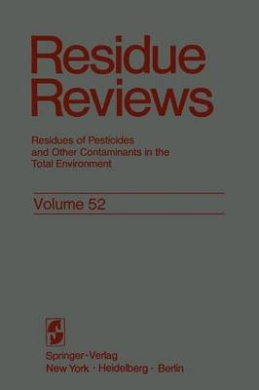 Residue
Reviews
Residues of Pesticides
and Other Contaminants in the
Total Environment
Volume 52
Springer-Verlag
New York · Heidelberg · Berlin